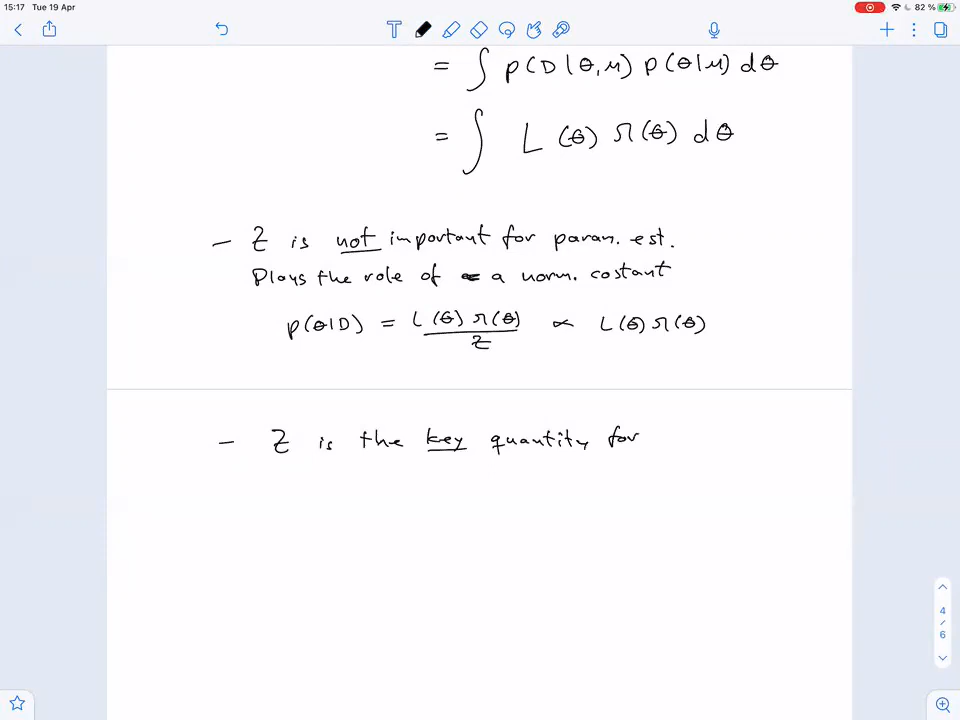 15:17 Tue 19 Apr
82 %
= ∫ p(D|θ,M) p(θ|M) dθ
= ∫ L(θ) π(θ) dθ
– Z is not important for param. est.
Plays the role of a norm. costant
p(θ|D) = L(θ) π(θ) / Z ∝ L(θ) π(θ)
– Z is the key quantity for
4
/
6